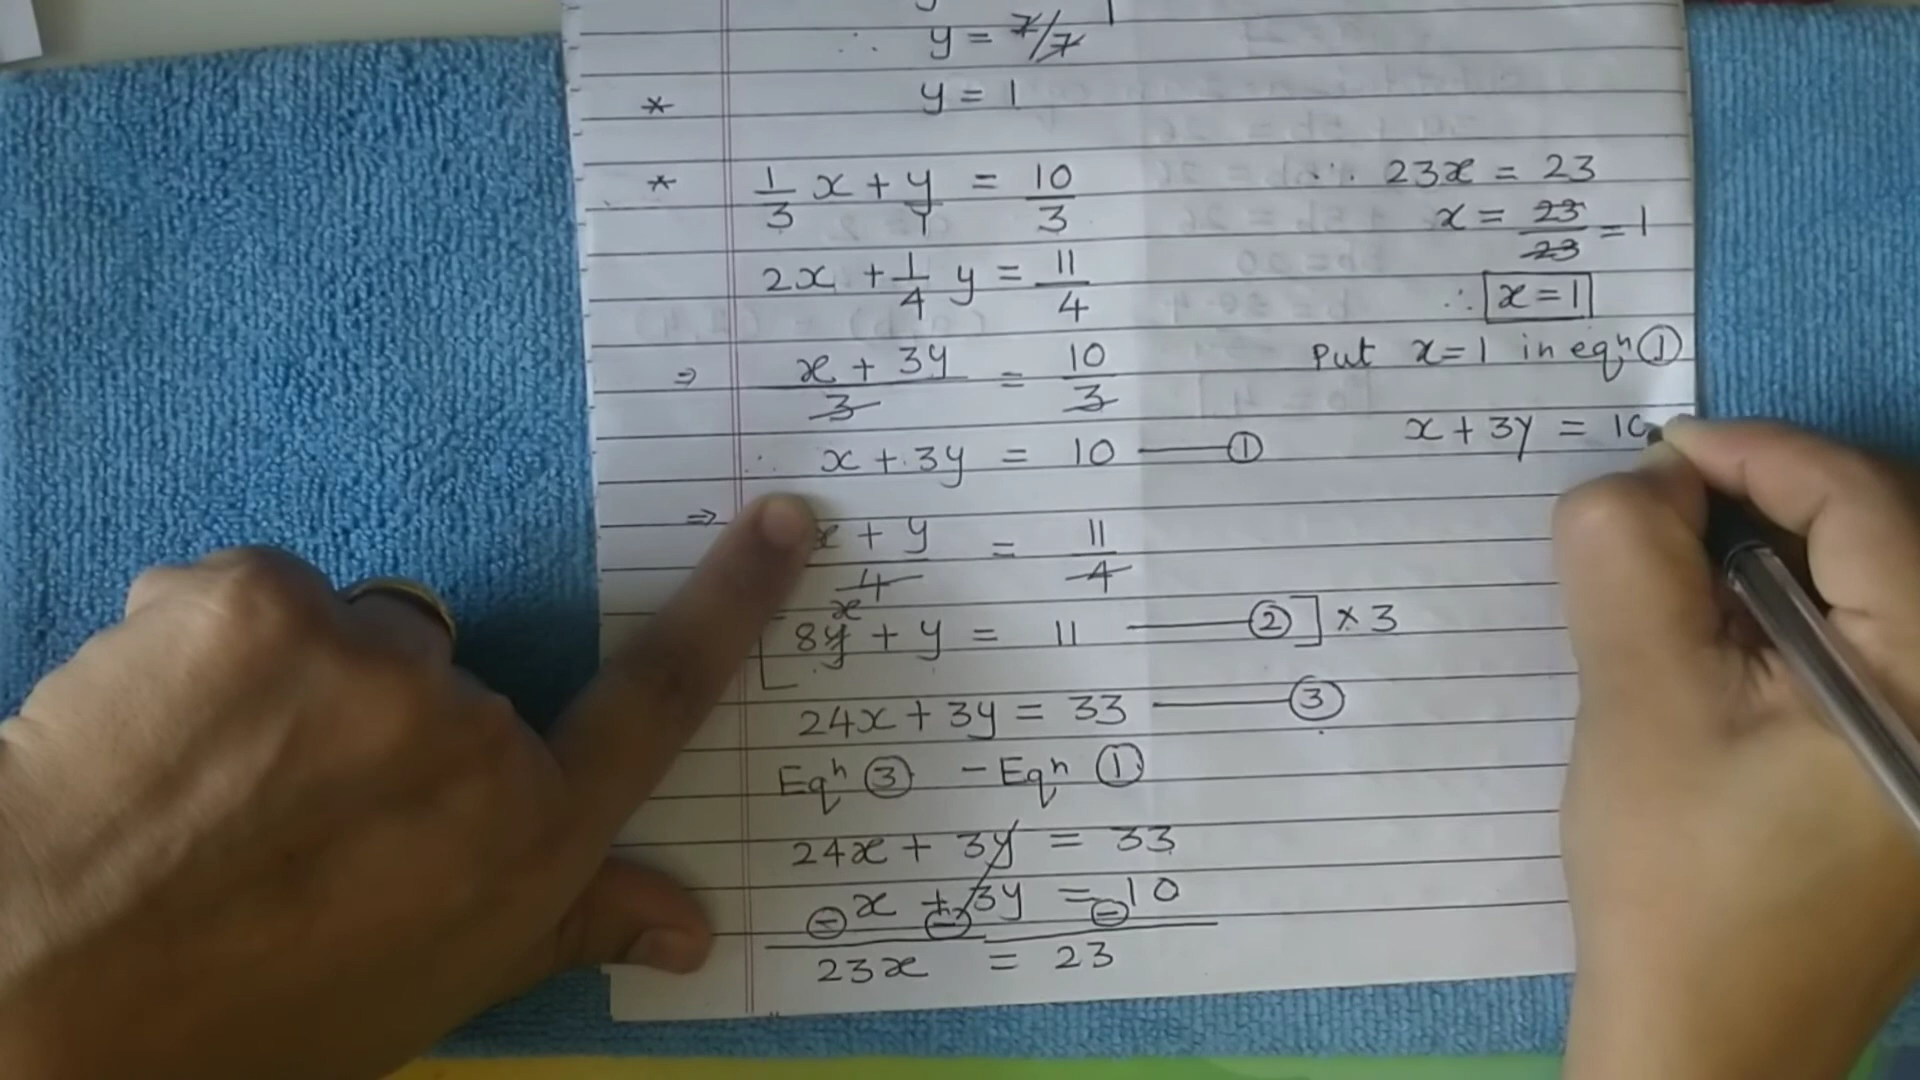 ∴ y = 7/7
* y = 1
* 1/3 x + y/1 = 10/3
2x + 1/4 y = 11/4
⇒ x + 3y / 3 = 10/3
∴ x + 3y = 10 —— ①
⇒ x + y / 4 = 11/4
[8x + y = 11 —— ②] × 3
24x + 3y = 33 —— ③
Eqⁿ ③ - Eqⁿ ①
24x + 3y = 33
x + 3y = 10
⊖ ⊖ ⊖
23x = 23
∴ 23x = 23
x = 23/23 = 1
∴ x = 1
Put x = 1 in eqⁿ ①
x + 3y = 10